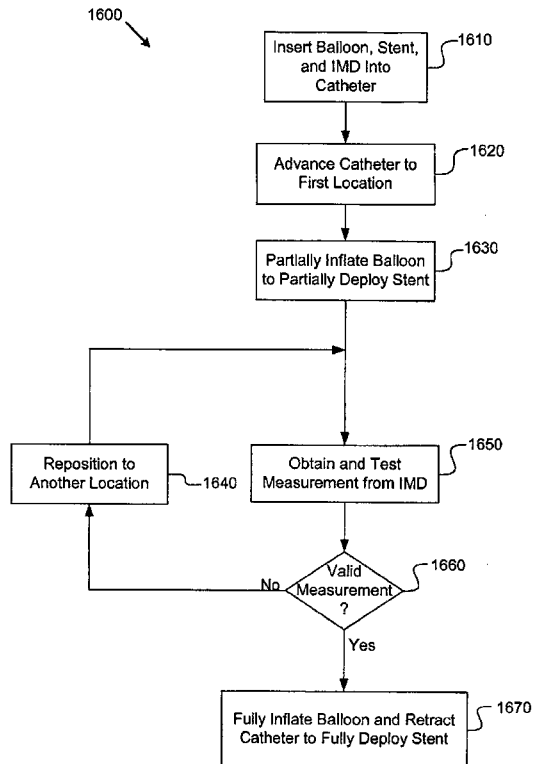 1600
Insert Balloon, Stent,
and IMD Into
Catheter
1610
Advance Catheter to
First Location
1620
Partially Inflate Balloon
to Partially Deploy Stent
1630
Reposition to
Another Location
1640
Obtain and Test
Measurement from IMD
1650
Valid
Measurement
?
1660
No
Yes
Fully Inflate Balloon and Retract
Catheter to Fully Deploy Stent
1670